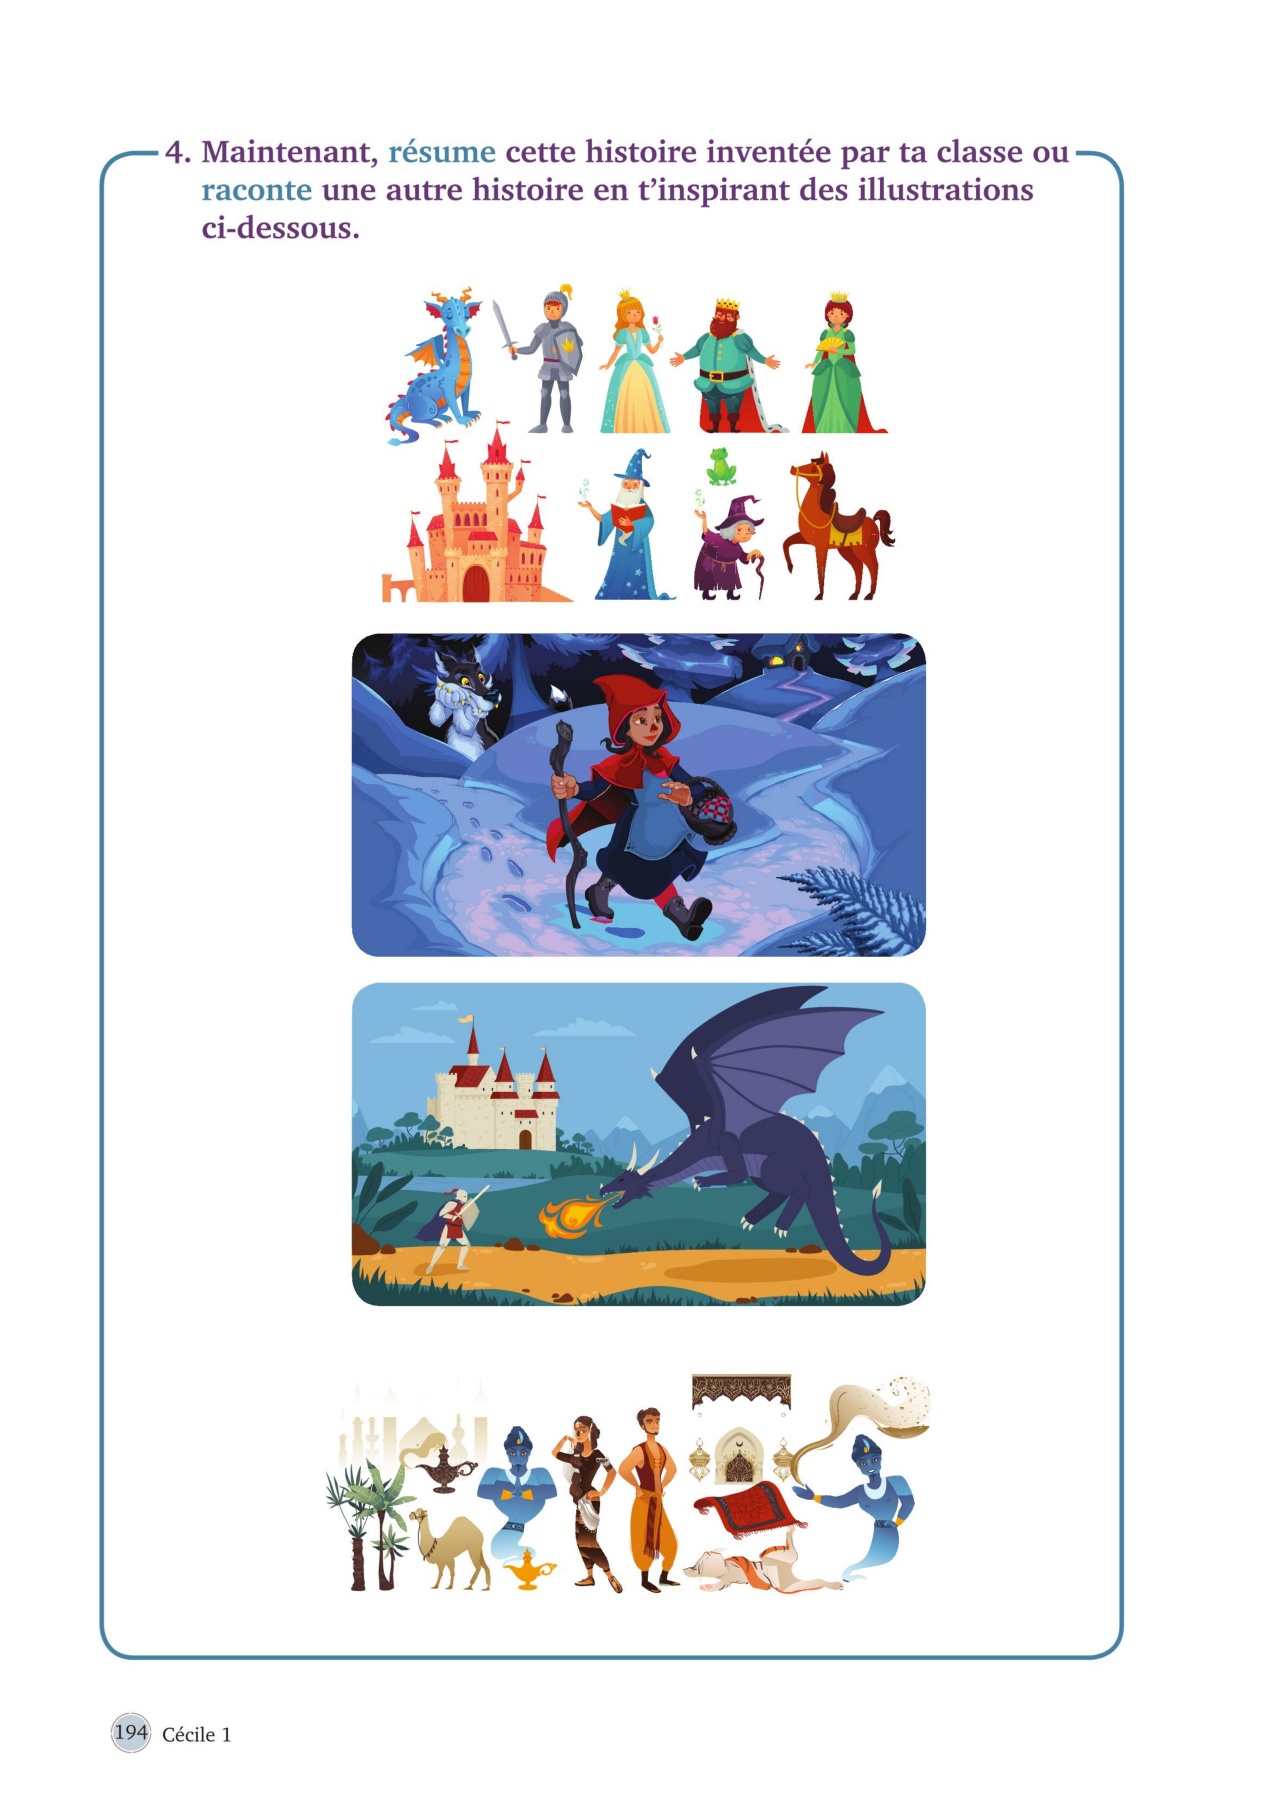 4. Maintenant, résume cette histoire inventée par ta classe ou
raconte une autre histoire en t’inspirant des illustrations
ci-dessous.
194 Cécile 1